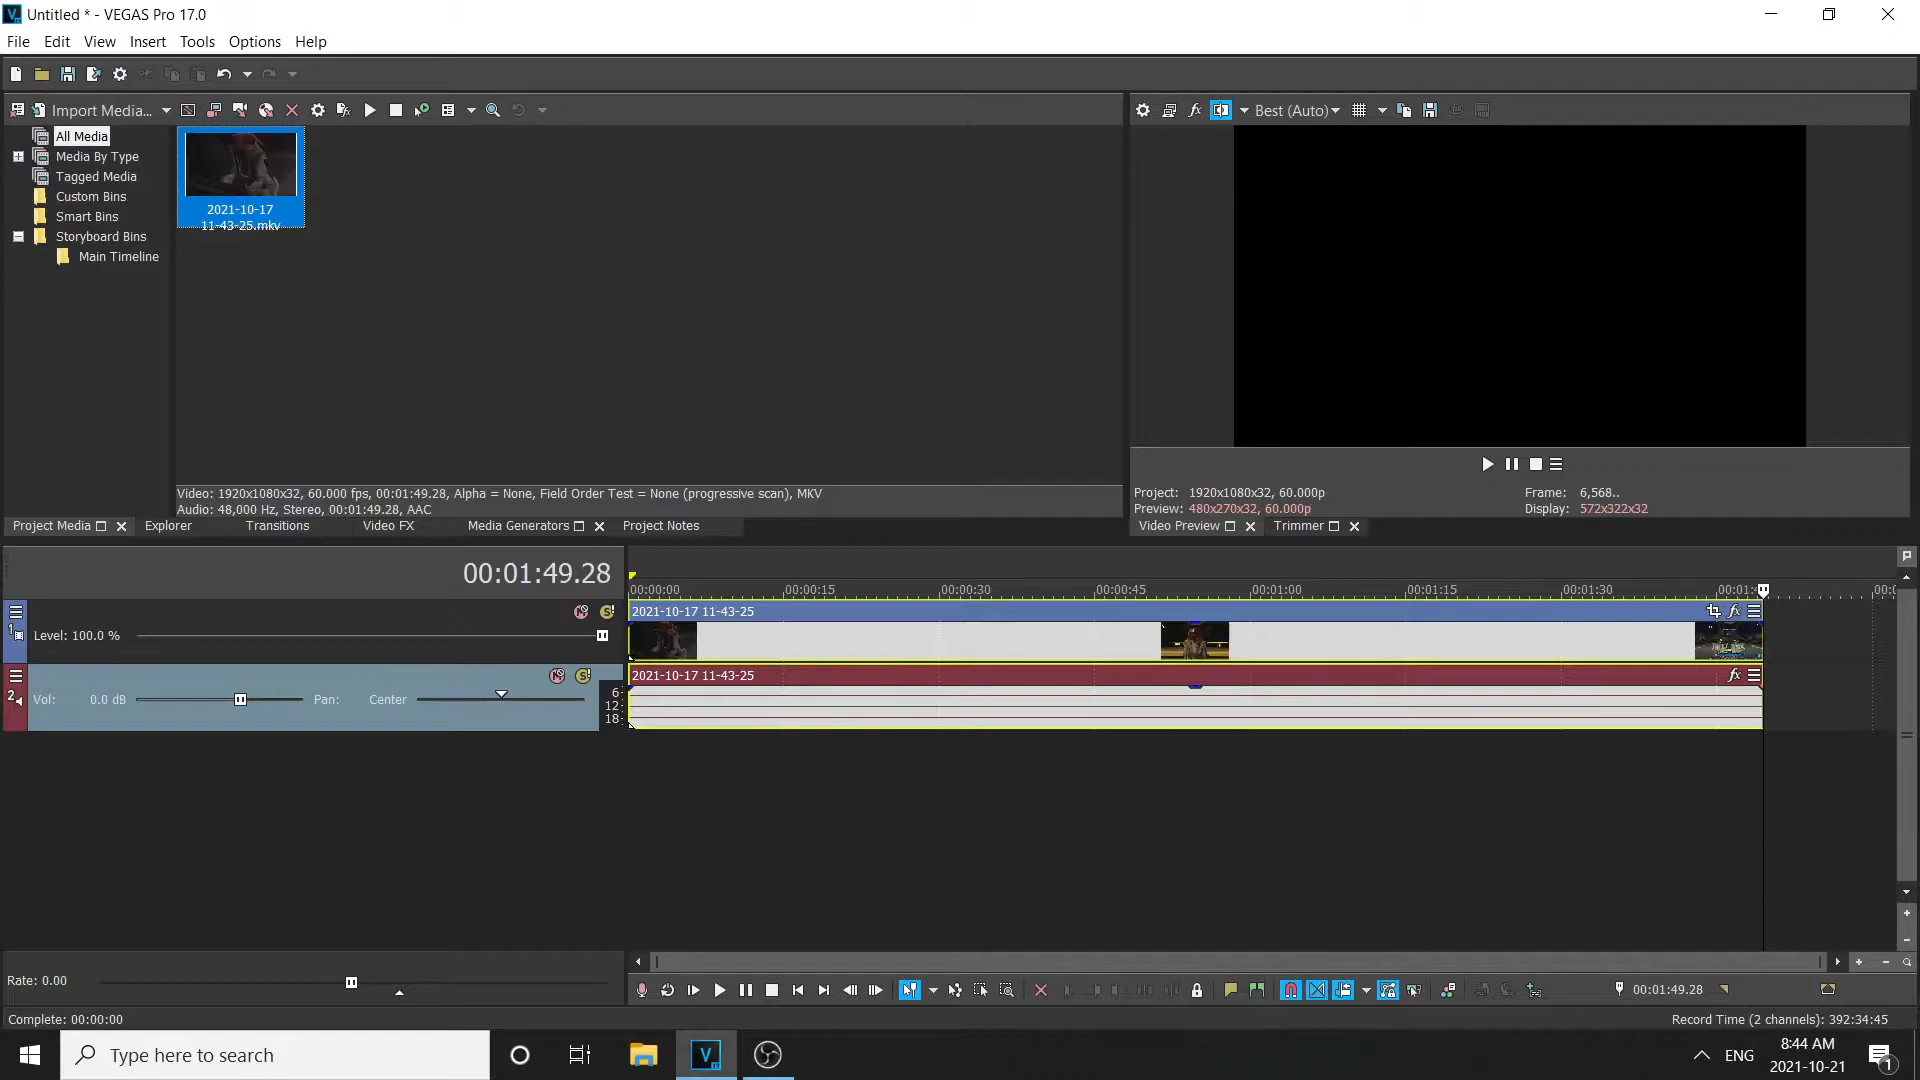 Untitled * - VEGAS Pro 17.0
File Edit View Insert Tools Options Help
Import Media...
Best (Auto)
All Media
Media By Type
Tagged Media
Custom Bins
Smart Bins
Storyboard Bins
Main Timeline
2021-10-17
11-43-25.mkv
Video: 1920x1080x32, 60.000 fps, 00:01:49.28, Alpha = None, Field Order Test = None (progressive scan), MKV
Audio: 48,000 Hz, Stereo, 00:01:49.28, AAC
Project: 1920x1080x32, 60.000p
Frame: 6,568..
Preview: 480x270x32, 60.000p
Display: 572x322x32
Project Media Explorer Transitions Video FX Media Generators Project Notes
Video Preview Trimmer
00:01:49.28
00:00:00 00:00:15 00:00:30 00:00:45 00:01:00 00:01:15 00:01:30 00:01:4 00:0
2021-10-17 11-43-25
1
Level: 100.0 %
2021-10-17 11-43-25
2
Vol: 0.0 dB Pan: Center
6
12
18
Rate: 0.00
00:01:49.28
Complete: 00:00:00
Record Time (2 channels): 392:34:45
Type here to search
ENG
8:44 AM
2021-10-21
1